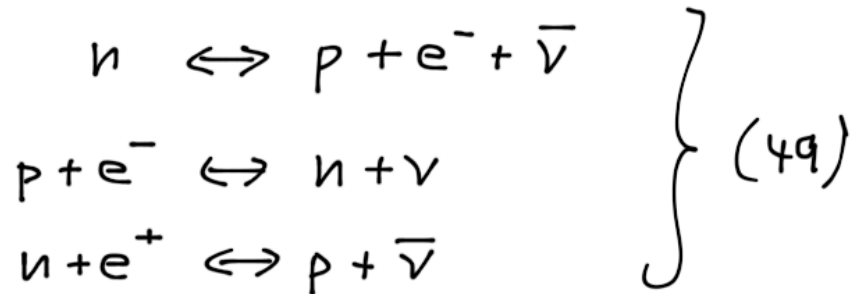 n ⟷ p + e⁻ + ν̄
p + e⁻ ⟷ n + ν
n + e⁺ ⟷ p + ν̄
(49)